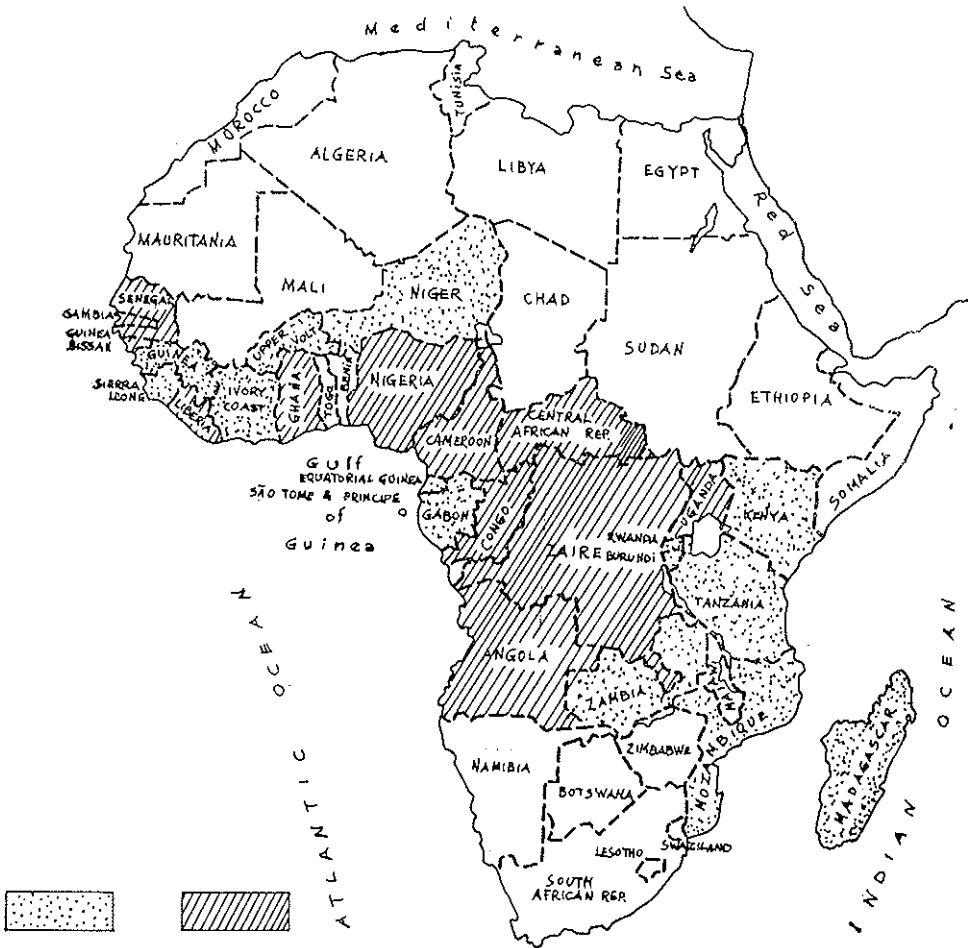 Mediterranean Sea
MOROCCO
TUNISIA
ALGERIA
LIBYA
EGYPT
Red Sea
MAURITANIA
MALI
NIGER
CHAD
SUDAN
SENEGAL
GAMBIA
GUINEA
BISSAN
GUINEA
UPPER VOLTA
BENIN
NIGERIA
ETHIOPIA
SIERRA
LEONE
LIBERIA
IVORY
COAST
GHANA
TOGO
CENTRAL
AFRICAN REP.
CAMEROON
SOMALIA
Gulf
EQUATORIAL GUINEA
SÃO TOME & PRINCIPE
of
Guinea
GABON
CONGO
UGANDA
KENYA
RWANDA
ZAIRE BURUNDI
TANZANIA
ANGOLA
ZAMBIA
ZIMBABWE
NAMIBIA
BOTSWANA
MADAGASCAR
SWAZILAND
LESOTHO
SOUTH
AFRICAN REP.
ATLANTIC OCEAN
INDIAN OCEAN